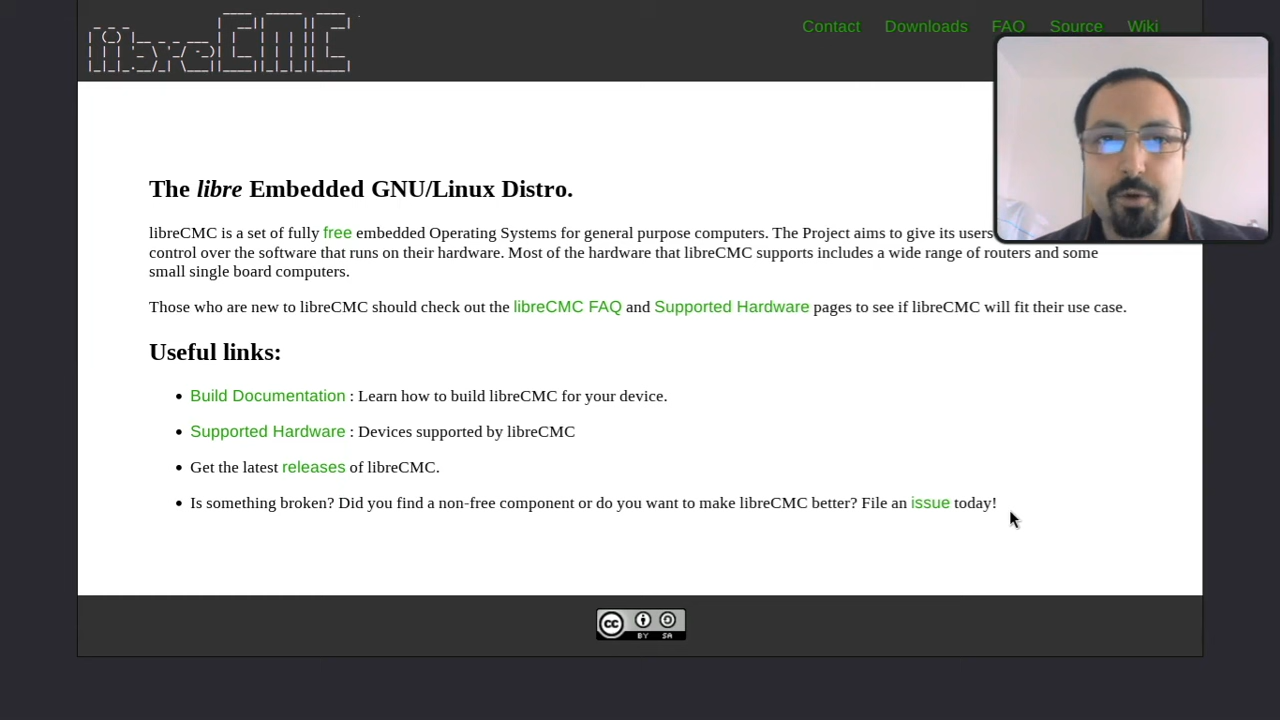 libreCMC
Contact Downloads FAQ Source Wiki
The libre Embedded GNU/Linux Distro.
libreCMC is a set of fully free embedded Operating Systems for general purpose computers. The Project aims to give its users
control over the software that runs on their hardware. Most of the hardware that libreCMC supports includes a wide range of routers and some
small single board computers.
Those who are new to libreCMC should check out the libreCMC FAQ and Supported Hardware pages to see if libreCMC will fit their use case.
Useful links:
Build Documentation : Learn how to build libreCMC for your device.
Supported Hardware : Devices supported by libreCMC
Get the latest releases of libreCMC.
Is something broken? Did you find a non-free component or do you want to make libreCMC better? File an issue today!
cc BY SA